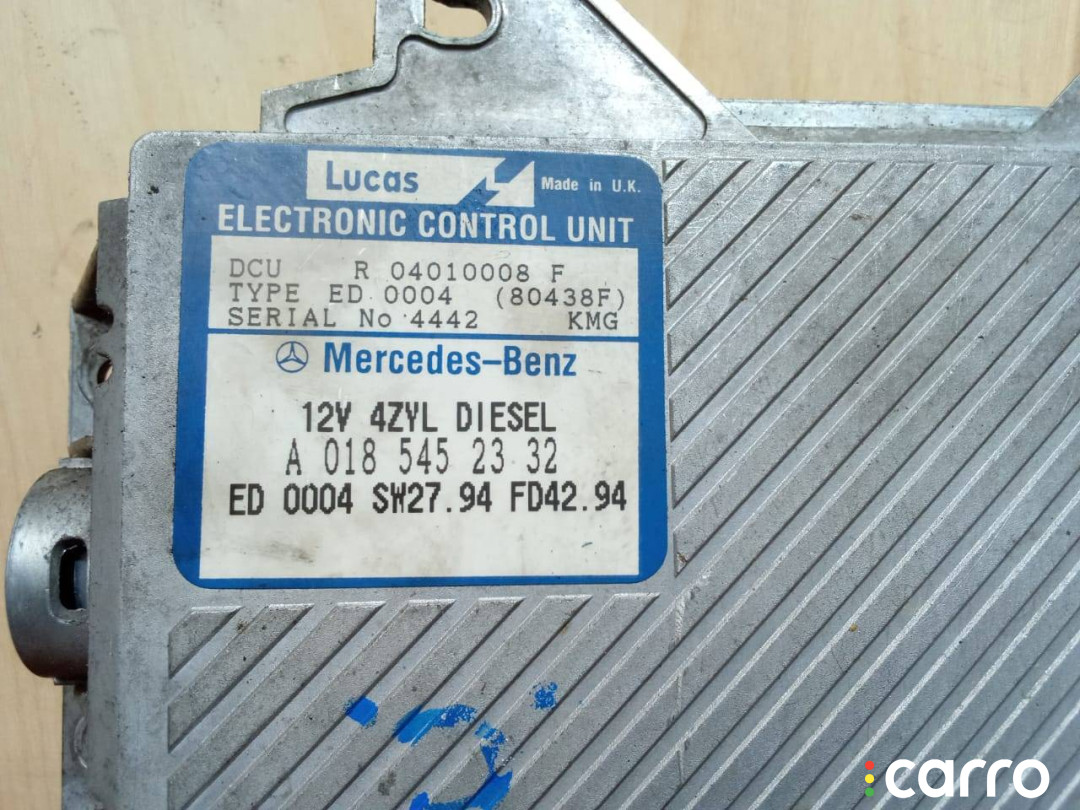 Lucas Made in U.K.
ELECTRONIC CONTROL UNIT
DCU R 04010008 F
TYPE ED 0004 (80438F)
SERIAL No 4442 KMG
Mercedes-Benz
12V 4ZYL DIESEL
A 018 545 23 32
ED 0004 SW27.94 FD42.94
carro